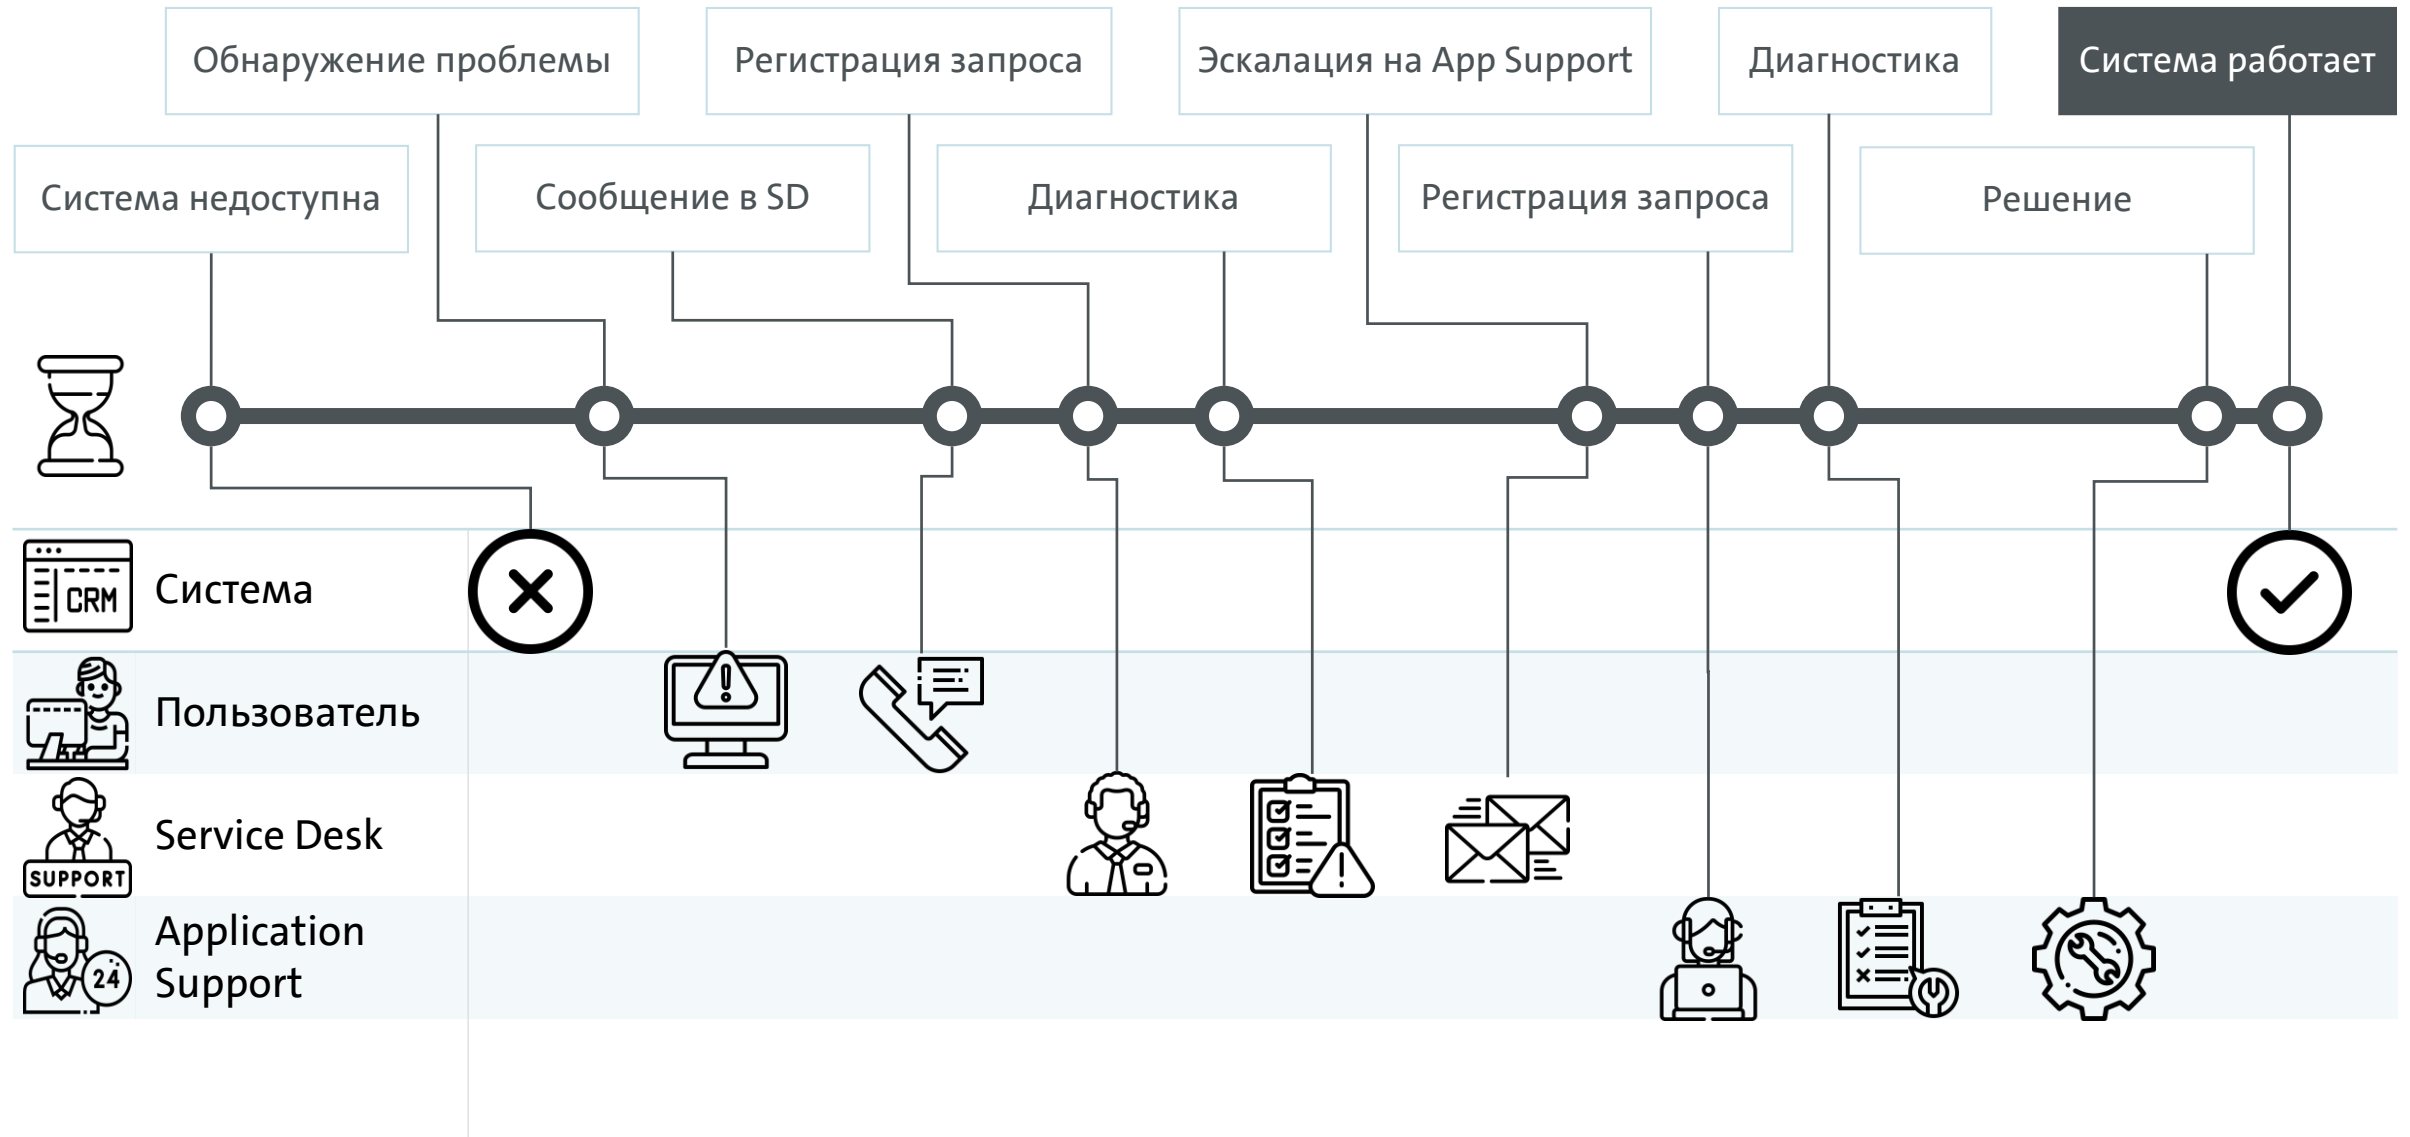 Обнаружение проблемы
Регистрация запроса
Эскалация на App Support
Диагностика
Система работает
Система недоступна
Сообщение в SD
Диагностика
Регистрация запроса
Решение
CRM
Система
Пользователь
Service Desk
SUPPORT
Application
Support
24